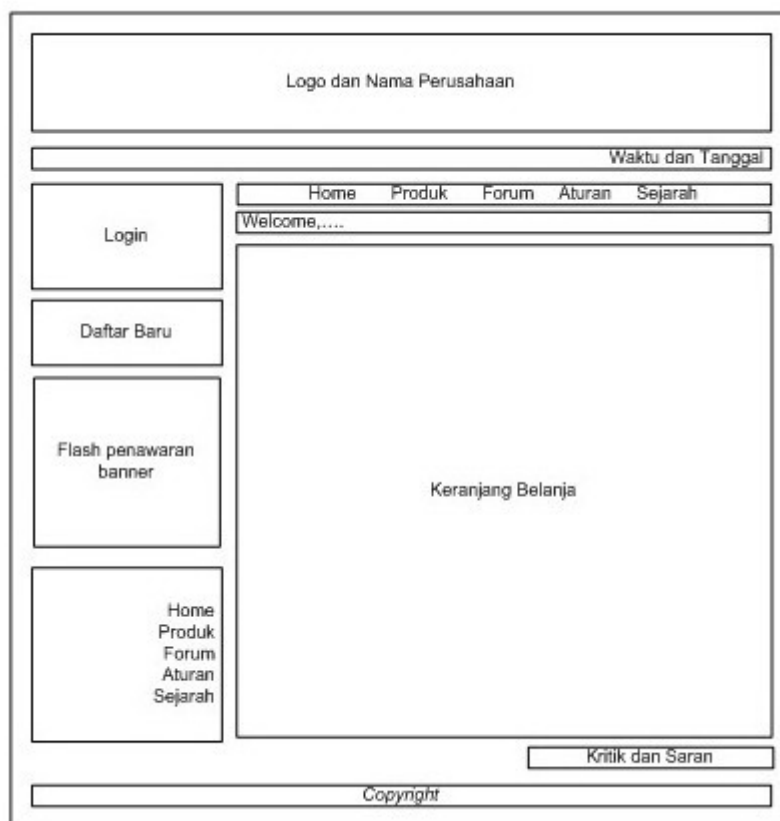 Logo dan Nama Perusahaan
Waktu dan Tanggal
Login
Daftar Baru
Flash penawaran
banner
Home
Produk
Forum
Aturan
Sejarah
Home Produk Forum Aturan Sejarah
Welcome,....
Keranjang Belanja
Kritik dan Saran
Copyright